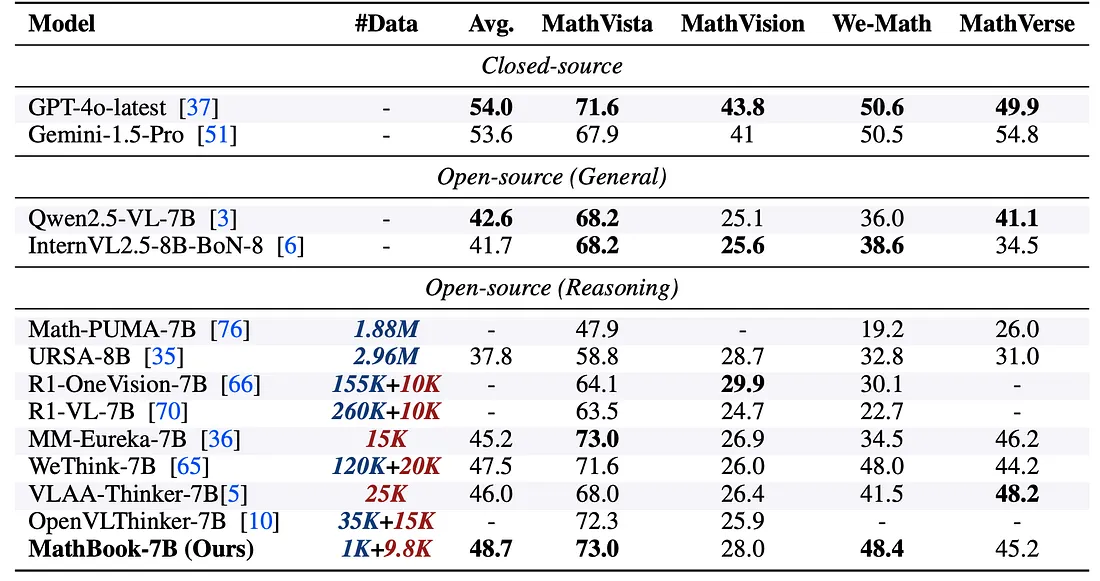 Model #Data Avg. MathVista MathVision We-Math MathVerse
Closed-source
GPT-4o-latest [37] - 54.0 71.6 43.8 50.6 49.9
Gemini-1.5-Pro [51] - 53.6 67.9 41 50.5 54.8
Open-source (General)
Qwen2.5-VL-7B [3] - 42.6 68.2 25.1 36.0 41.1
InternVL2.5-8B-BoN-8 [6] - 41.7 68.2 25.6 38.6 34.5
Open-source (Reasoning)
Math-PUMA-7B [76] 1.88M - 47.9 - 19.2 26.0
URSA-8B [35] 2.96M 37.8 58.8 28.7 32.8 31.0
R1-OneVision-7B [66] 155K+10K - 64.1 29.9 30.1 -
R1-VL-7B [70] 260K+10K - 63.5 24.7 22.7 -
MM-Eureka-7B [36] 15K 45.2 73.0 26.9 34.5 46.2
WeThink-7B [65] 120K+20K 47.5 71.6 26.0 48.0 44.2
VLAA-Thinker-7B[5] 25K 46.0 68.0 26.4 41.5 48.2
OpenVLThinker-7B [10] 35K+15K - 72.3 25.9 - -
MathBook-7B (Ours) 1K+9.8K 48.7 73.0 28.0 48.4 45.2